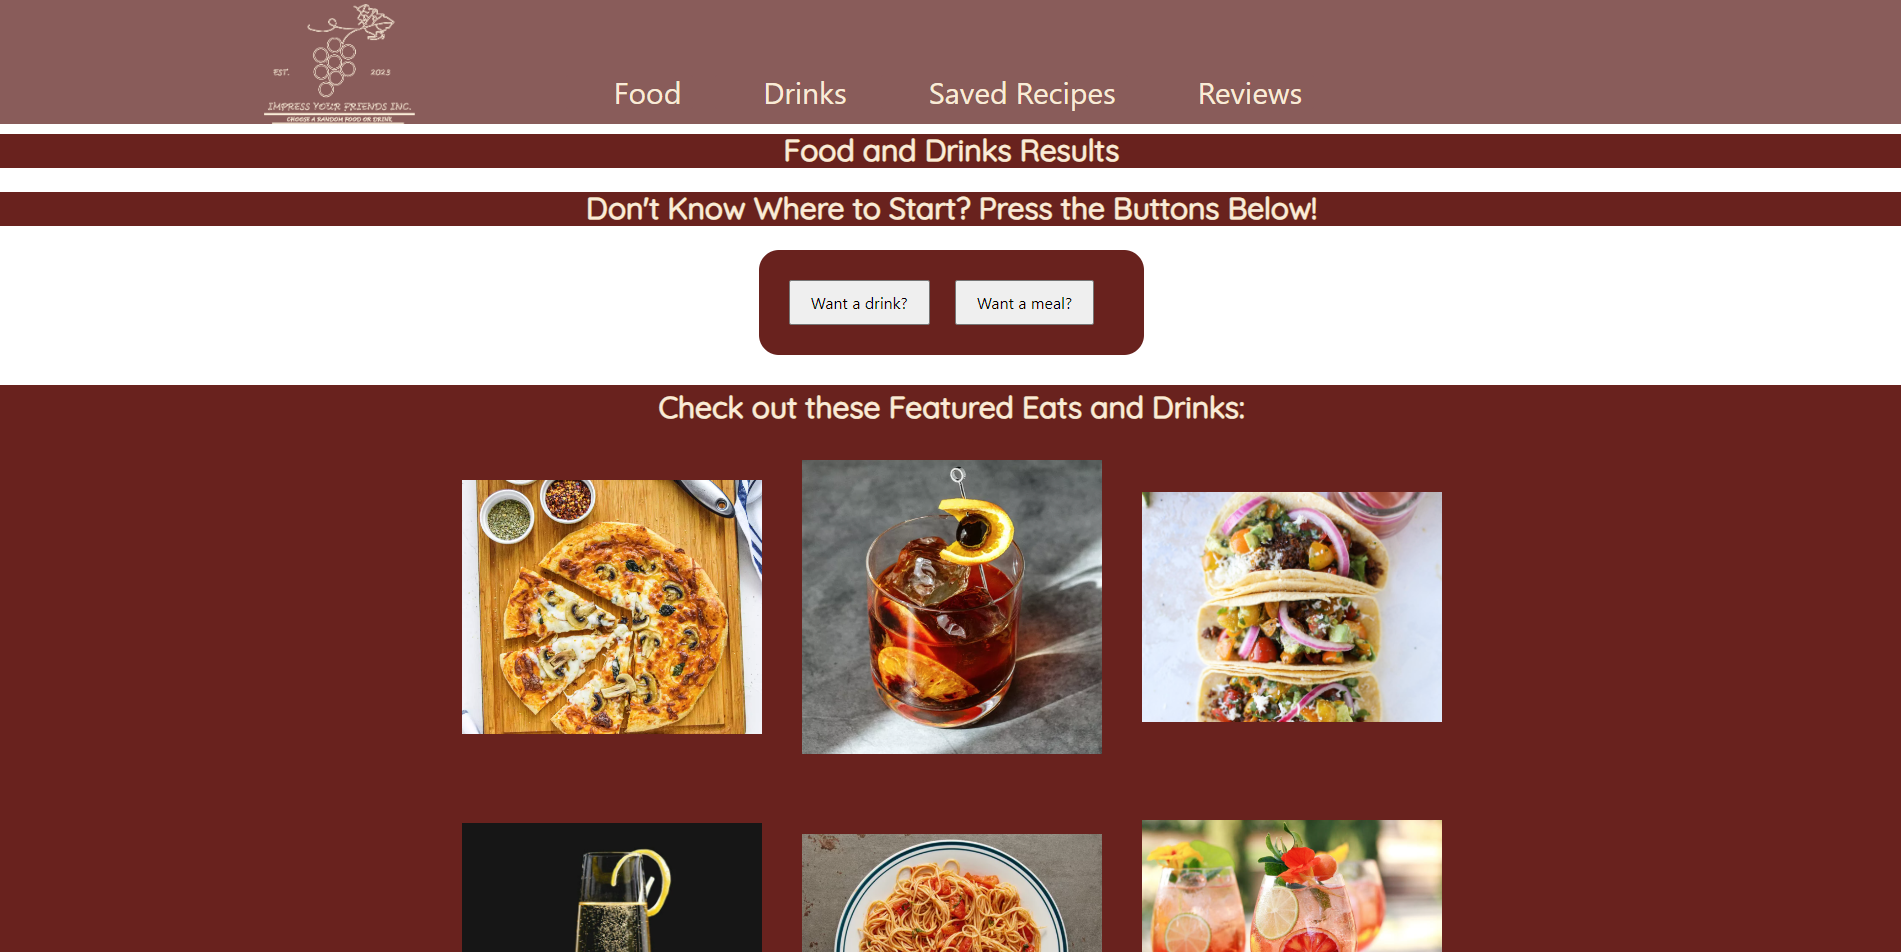 EST.
2023
IMPRESS YOUR FRIENDS INC.
CHOOSE A RANDOM FOOD OR DRINK
Food Drinks Saved Recipes Reviews
Food and Drinks Results
Don't Know Where to Start? Press the Buttons Below!
Want a drink? Want a meal?
Check out these Featured Eats and Drinks: